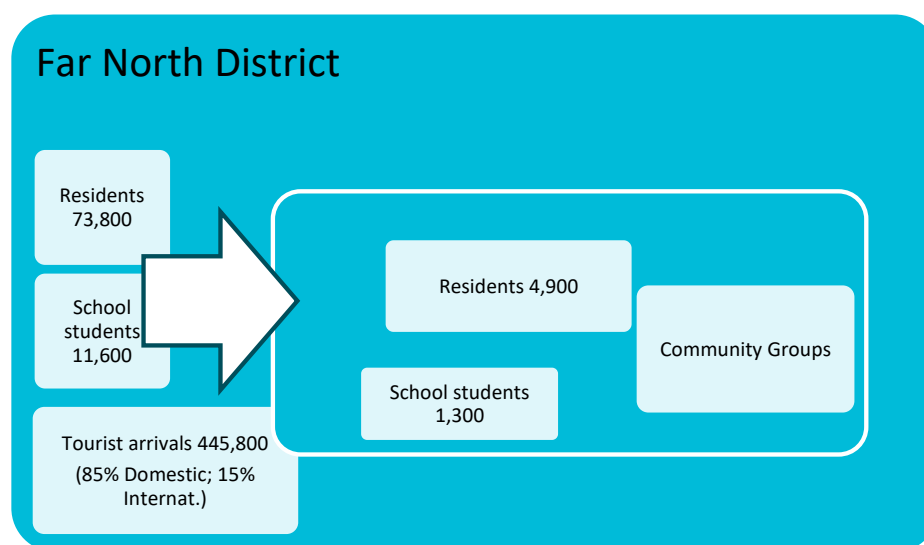 Far North District
Residents
73,800
School
students
11,600
Tourist arrivals 445,800
(85% Domestic; 15%
Internat.)
Residents 4,900
School students
1,300
Community Groups